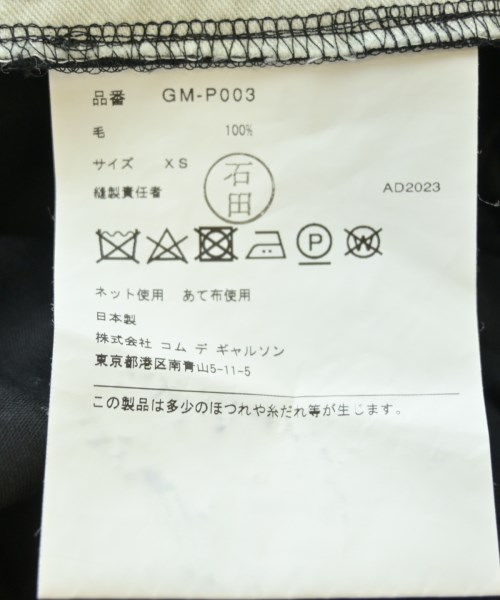 品番 GM-P003
毛 100%
サイズ XS
縫製責任者 石田 AD2023
P W
ネット使用 あて布使用
日本製
株式会社 コム デ ギャルソン
東京都港区南青山5-11-5
この製品は多少のほつれや糸だれ等が生じます。